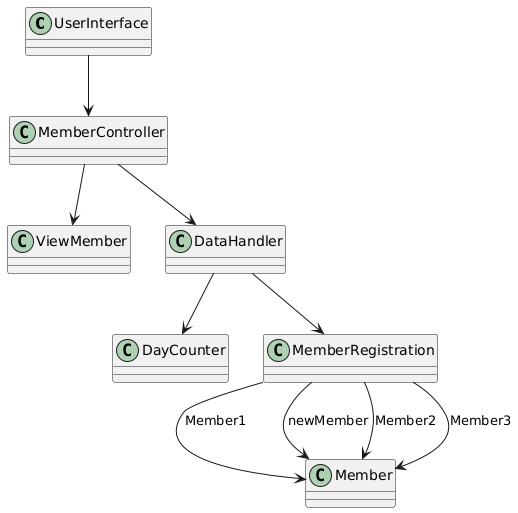 C UserInterface
C MemberController
C ViewMember
C DataHandler
C DayCounter
C MemberRegistration
Member1
newMember
Member2
Member3
C Member